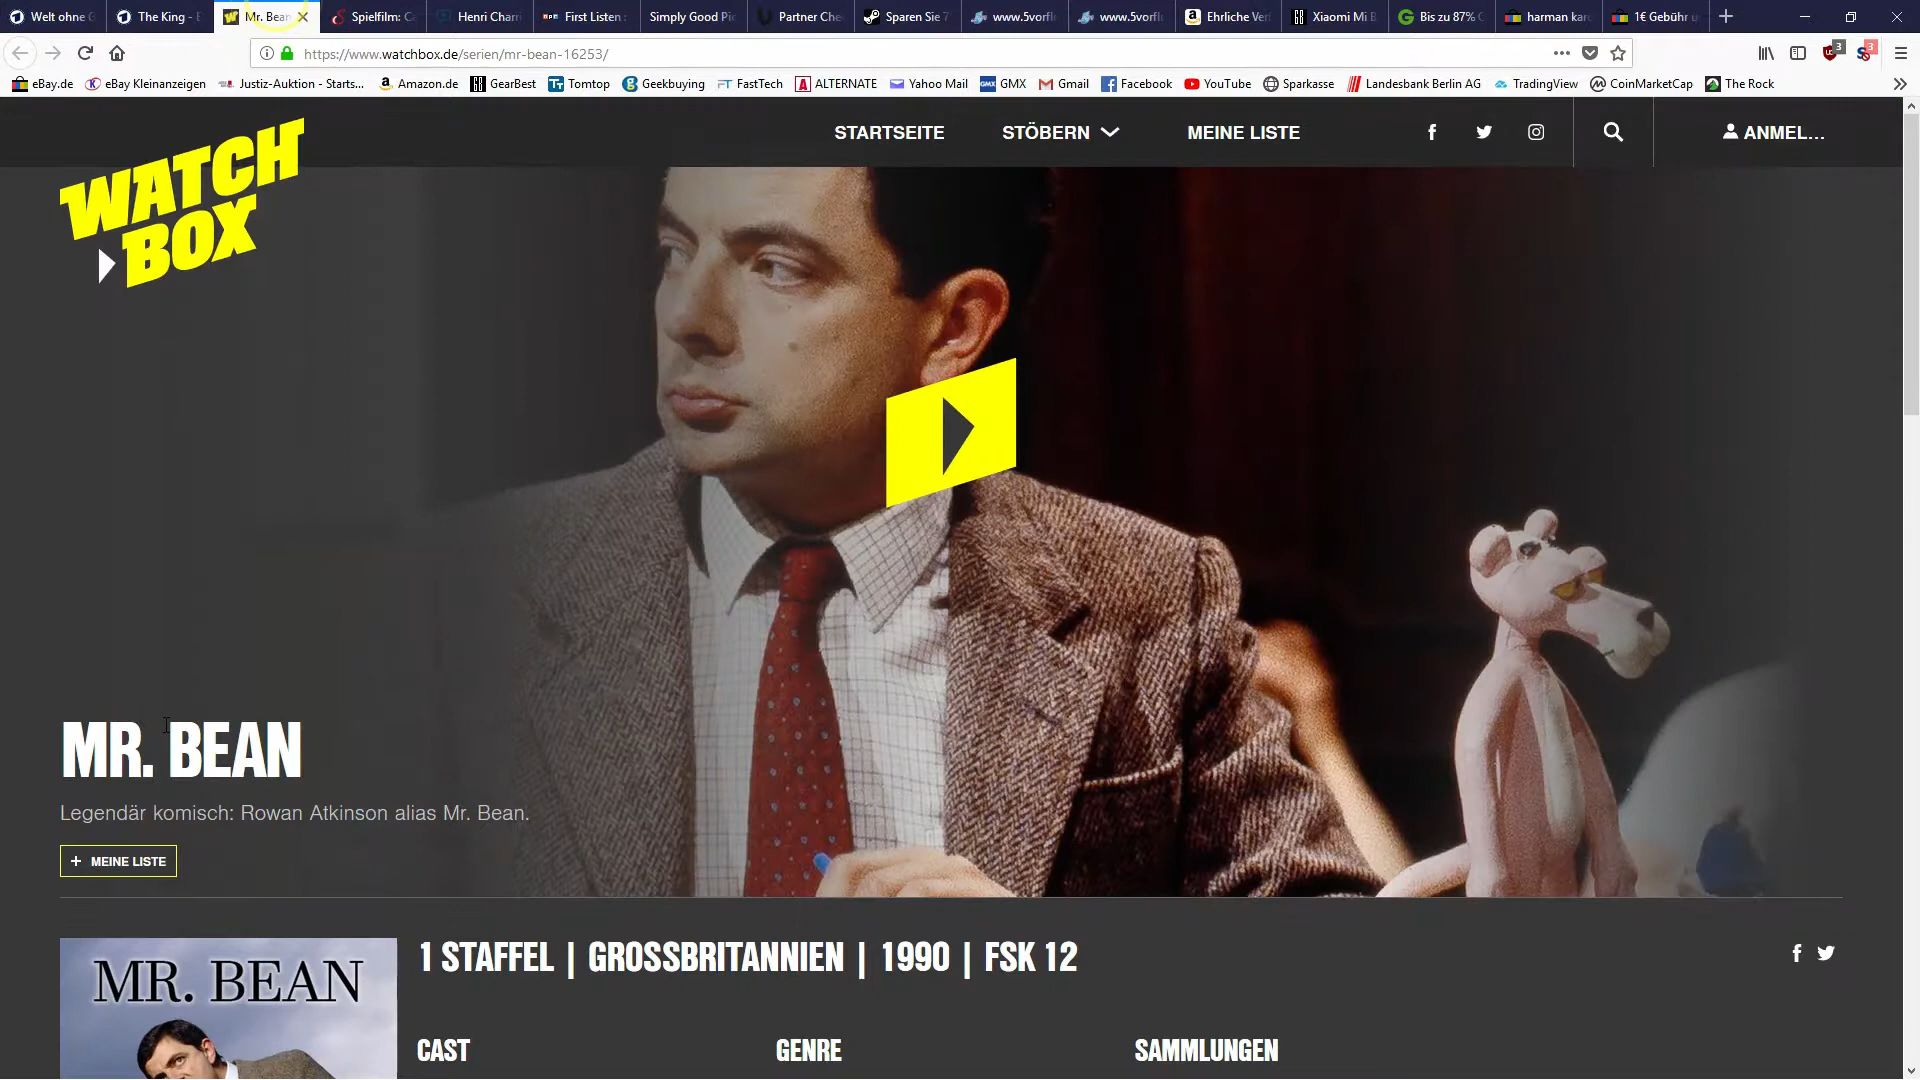 Welt ohne G
The King - E
Mr. Bean
Spielfilm: C
Henri Charri
First Listen
Simply Good Pi
Partner Che
Sparen Sie 7
www.5vorfl
www.5vorfl
Ehrliche Ver
Xiaomi Mi B
Bis zu 87%
harman kar
1€ Gebühr
https://www.watchbox.de/serien/mr-bean-16253/
3
3
eBay.de
eBay Kleinanzeigen
Justiz-Auktion - Starts...
Amazon.de
GearBest
Tomtop
Geekbuying
FastTech
ALTERNATE
Yahoo Mail
GMX
Gmail
Facebook
YouTube
Sparkasse
Landesbank Berlin AG
TradingView
CoinMarketCap
The Rock
WATCH
BOX
STARTSEITE
STÖBERN
MEINE LISTE
ANMEL...
MR. BEAN
Legendär komisch: Rowan Atkinson alias Mr. Bean.
+ MEINE LISTE
MR. BEAN
1 STAFFEL | GROSSBRITANNIEN | 1990 | FSK 12
CAST
GENRE
SAMMLUNGEN